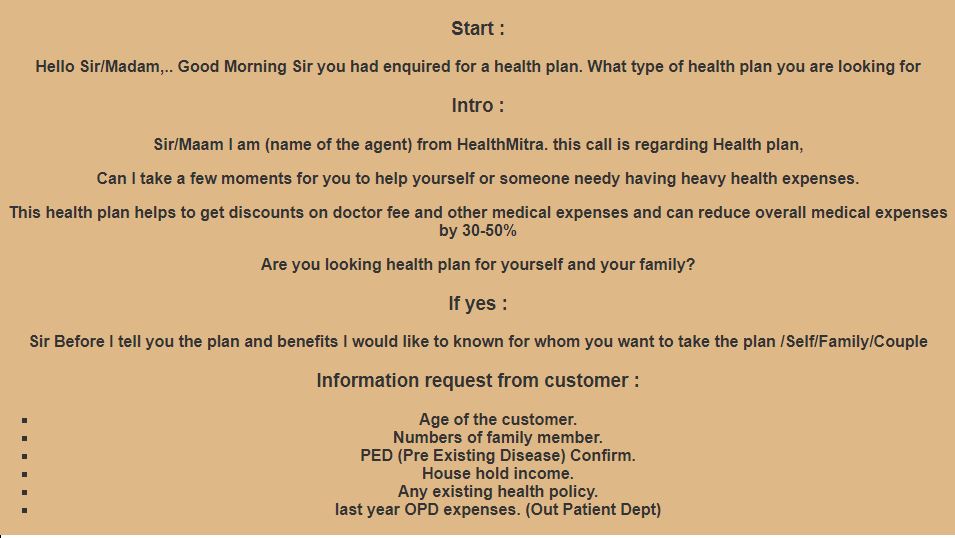 Start :
Hello Sir/Madam,.. Good Morning Sir you had enquired for a health plan. What type of health plan you are looking for
Intro :
Sir/Maam I am (name of the agent) from HealthMitra. this call is regarding Health plan,
Can I take a few moments for you to help yourself or someone needy having heavy health expenses.
This health plan helps to get discounts on doctor fee and other medical expenses and can reduce overall medical expenses
by 30-50%
Are you looking health plan for yourself and your family?
If yes :
Sir Before I tell you the plan and benefits I would like to known for whom you want to take the plan /Self/Family/Couple
Information request from customer :
Age of the customer.
Numbers of family member.
PED (Pre Existing Disease) Confirm.
House hold income.
Any existing health policy.
last year OPD expenses. (Out Patient Dept)